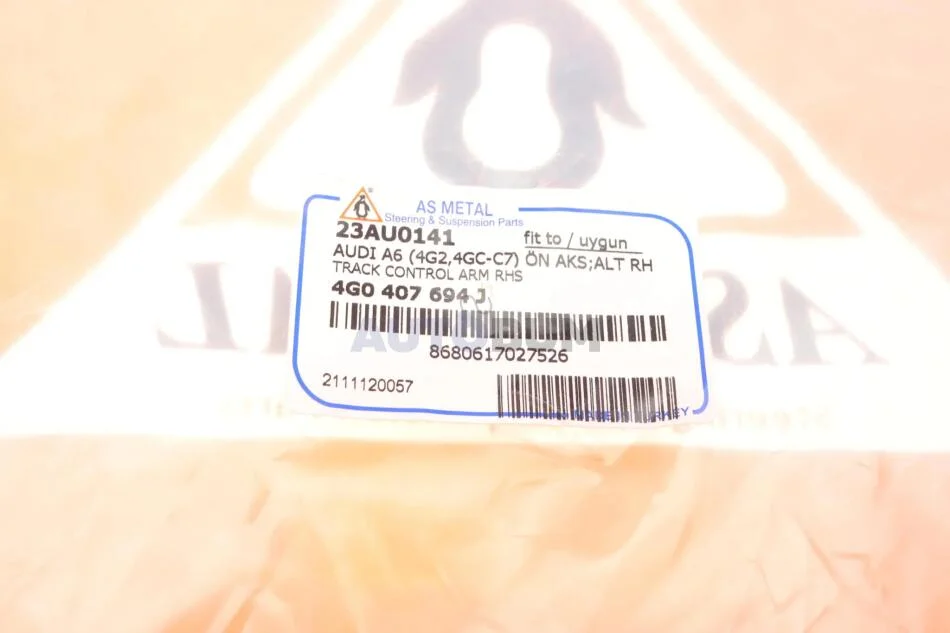 AS METAL
Steering & Suspension Parts
23AU0141 fit to / uygun
AUDI A6 (4G2,4GC-C7) ÖN AKS;ALT RH
TRACK CONTROL ARM RHS
4G0 407 694 J
AUTOBUM
8680617027526
2111120057
MADE IN TURKEY